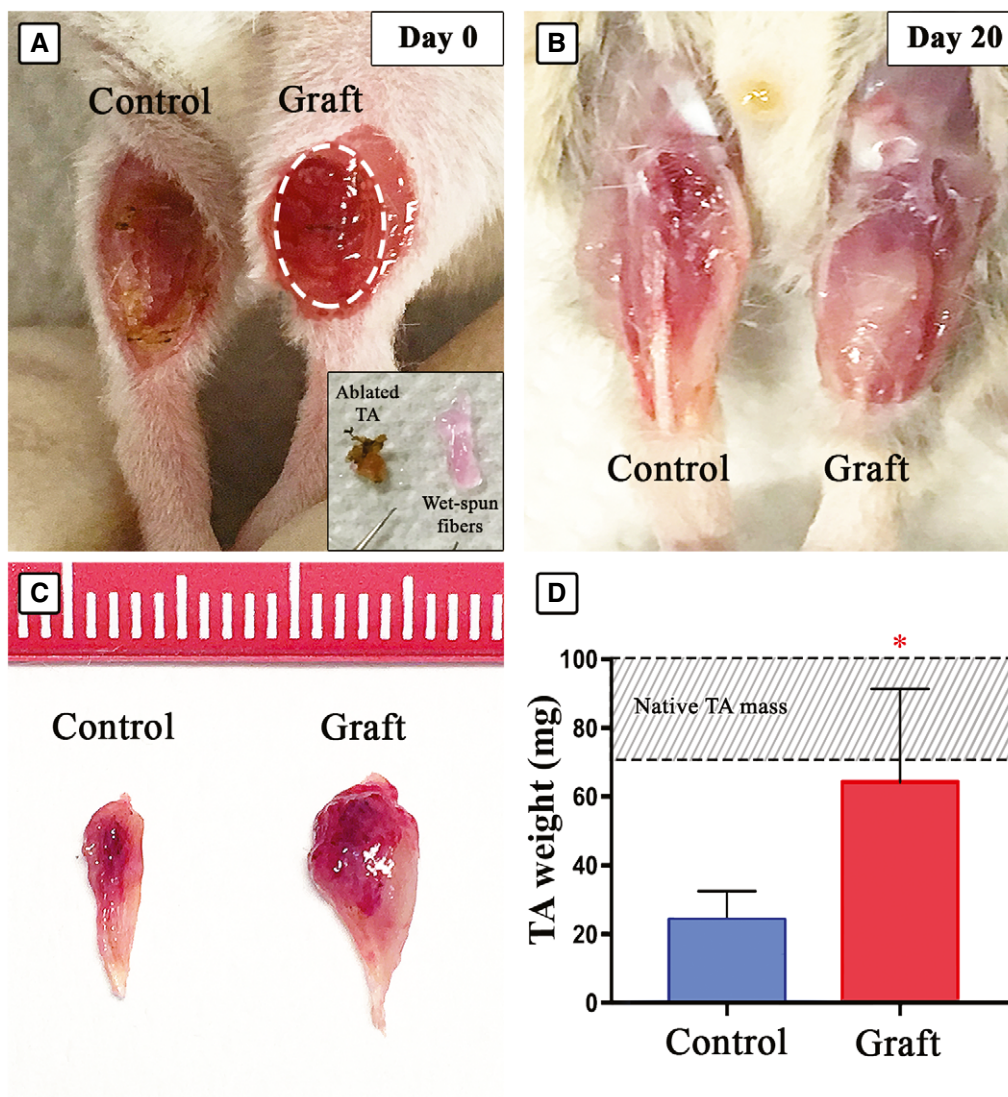 A
Day 0
Control
Graft
Ablated
TA
Wet-spun
fibers
B
Day 20
Control
Graft
C
Control
Graft
D
*
TA weight (mg)
100
80
60
40
20
0
Native TA mass
Control
Graft